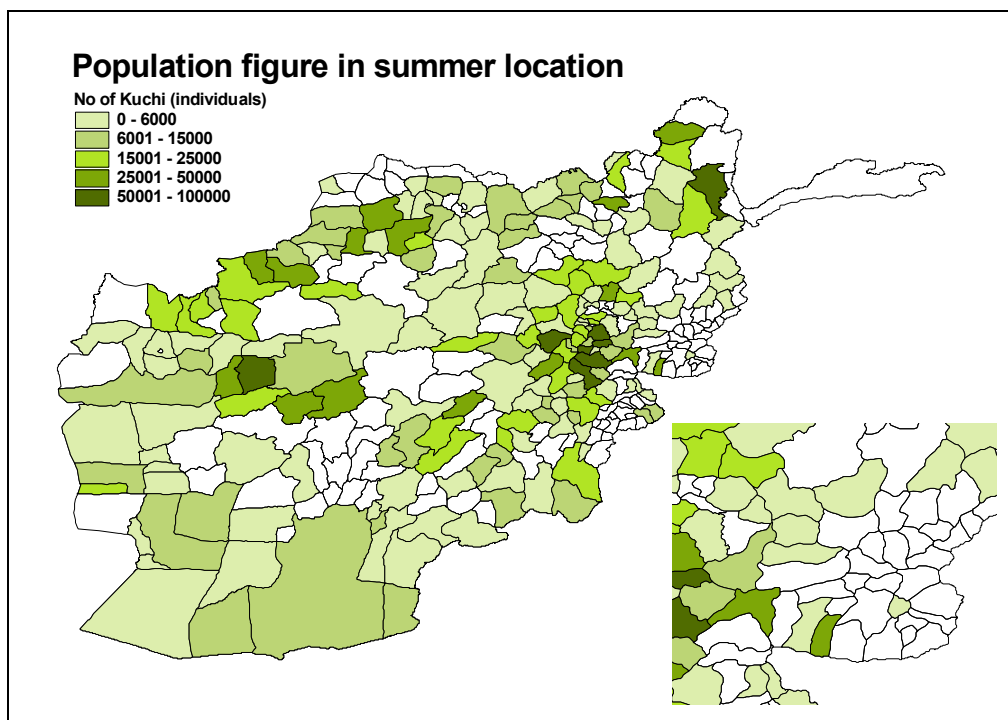 Population figure in summer location
No of Kuchi (individuals)
0 - 6000
6001 - 15000
15001 - 25000
25001 - 50000
50001 - 100000